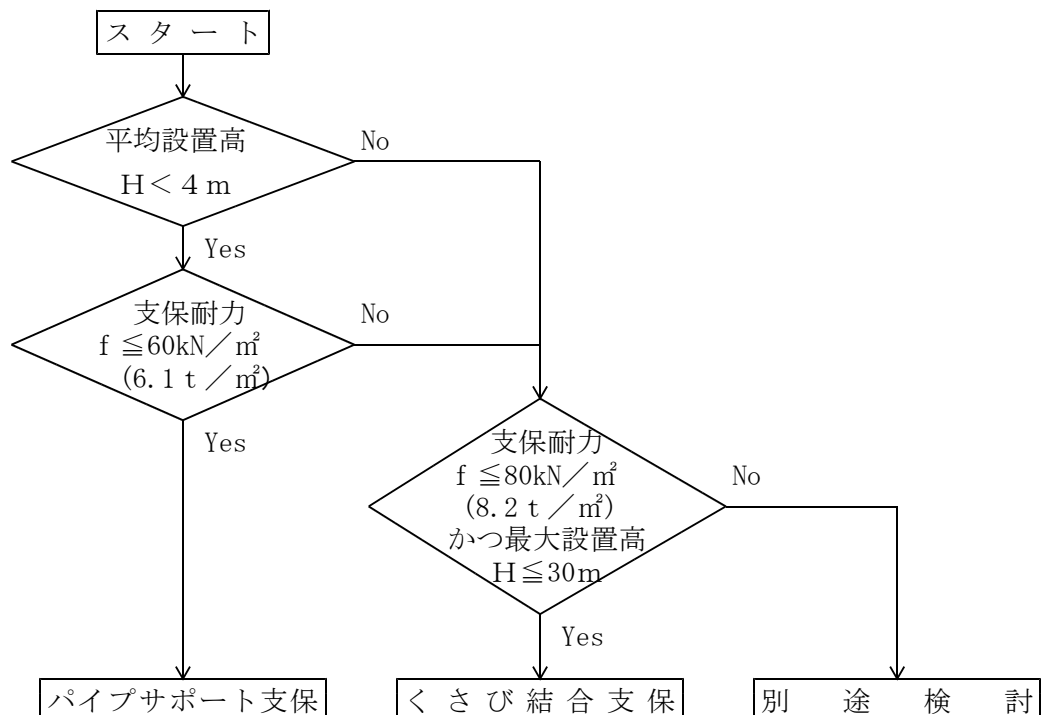 スタート
平均設置高
H<4m
No
Yes
支保耐力
f≦60kN/㎡
(6.1t/㎡)
No
Yes
支保耐力
f≦80kN/㎡
(8.2t/㎡)
かつ最大設置高
H≦30m
No
Yes
パイプサポート支保
くさび結合支保
別途検討